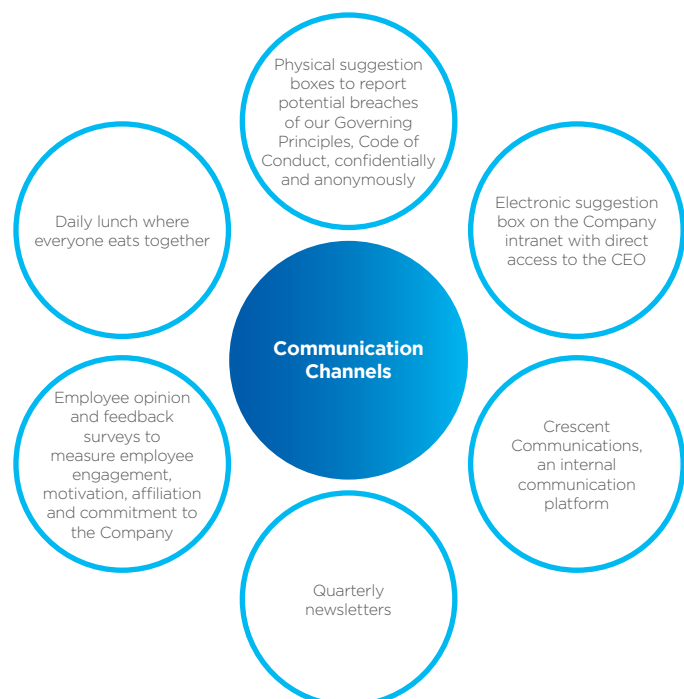 Physical suggestion
boxes to report
potential breaches
of our Governing
Principles, Code of
Conduct, confidentially
and anonymously
Electronic suggestion
box on the Company
intranet with direct
access to the CEO
Crescent
Communications,
an internal
communication
platform
Quarterly
newsletters
Employee opinion
and feedback
surveys to
measure employee
engagement,
motivation, affiliation
and commitment to
the Company
Daily lunch where
everyone eats together
Communication
Channels